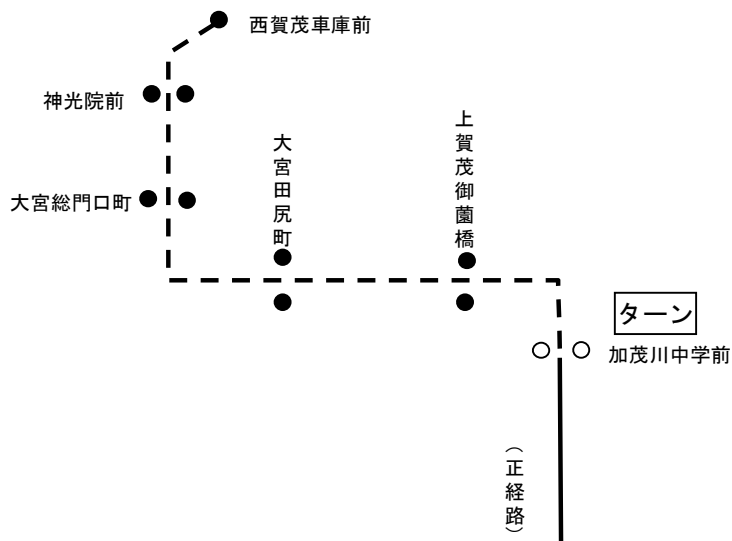 西賀茂車庫前
神光院前
大宮総門口町
大宮田尻町
上賀茂御薗橋
ターン
加茂川中学前
（正経路）